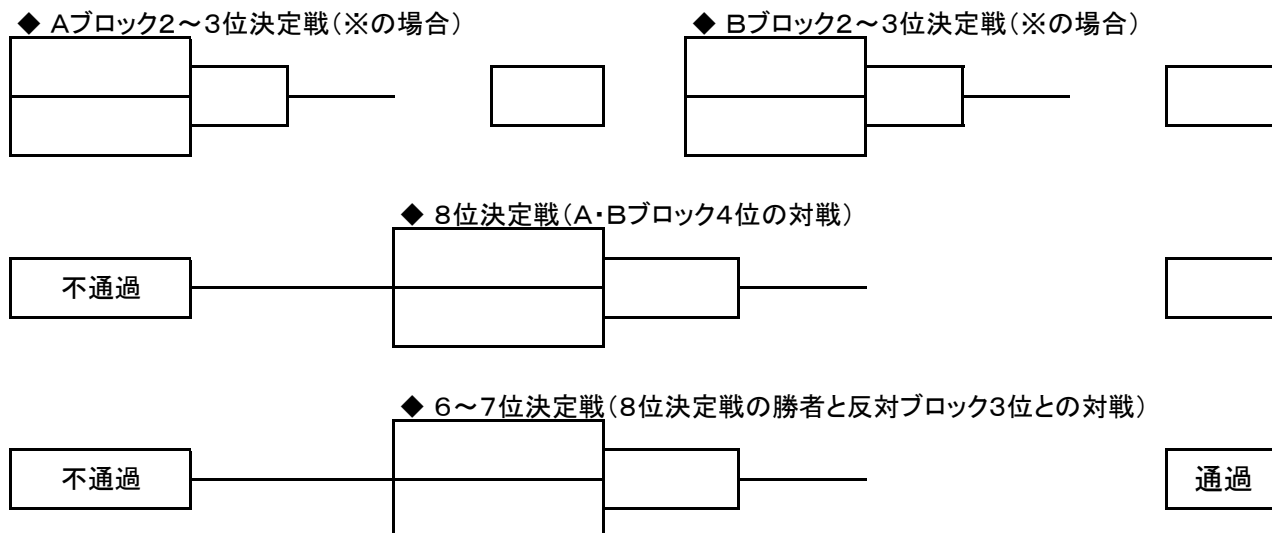 ◆ Aブロック2～3位決定戦(※の場合)
◆ Bブロック2～3位決定戦(※の場合)
◆ 8位決定戦(A・Bブロック4位の対戦)
不通過
◆ 6～7位決定戦(8位決定戦の勝者と反対ブロック3位との対戦)
不通過
通過